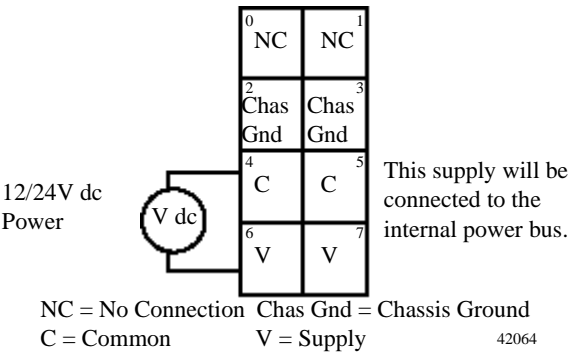 0 1
NC NC
2 3
Chas Chas
Gnd Gnd
4 5
C C
12/24V dc
Power
V dc
This supply will be
connected to the
internal power bus.
6 7
V V
NC = No Connection Chas Gnd = Chassis Ground
C = Common V = Supply 42064